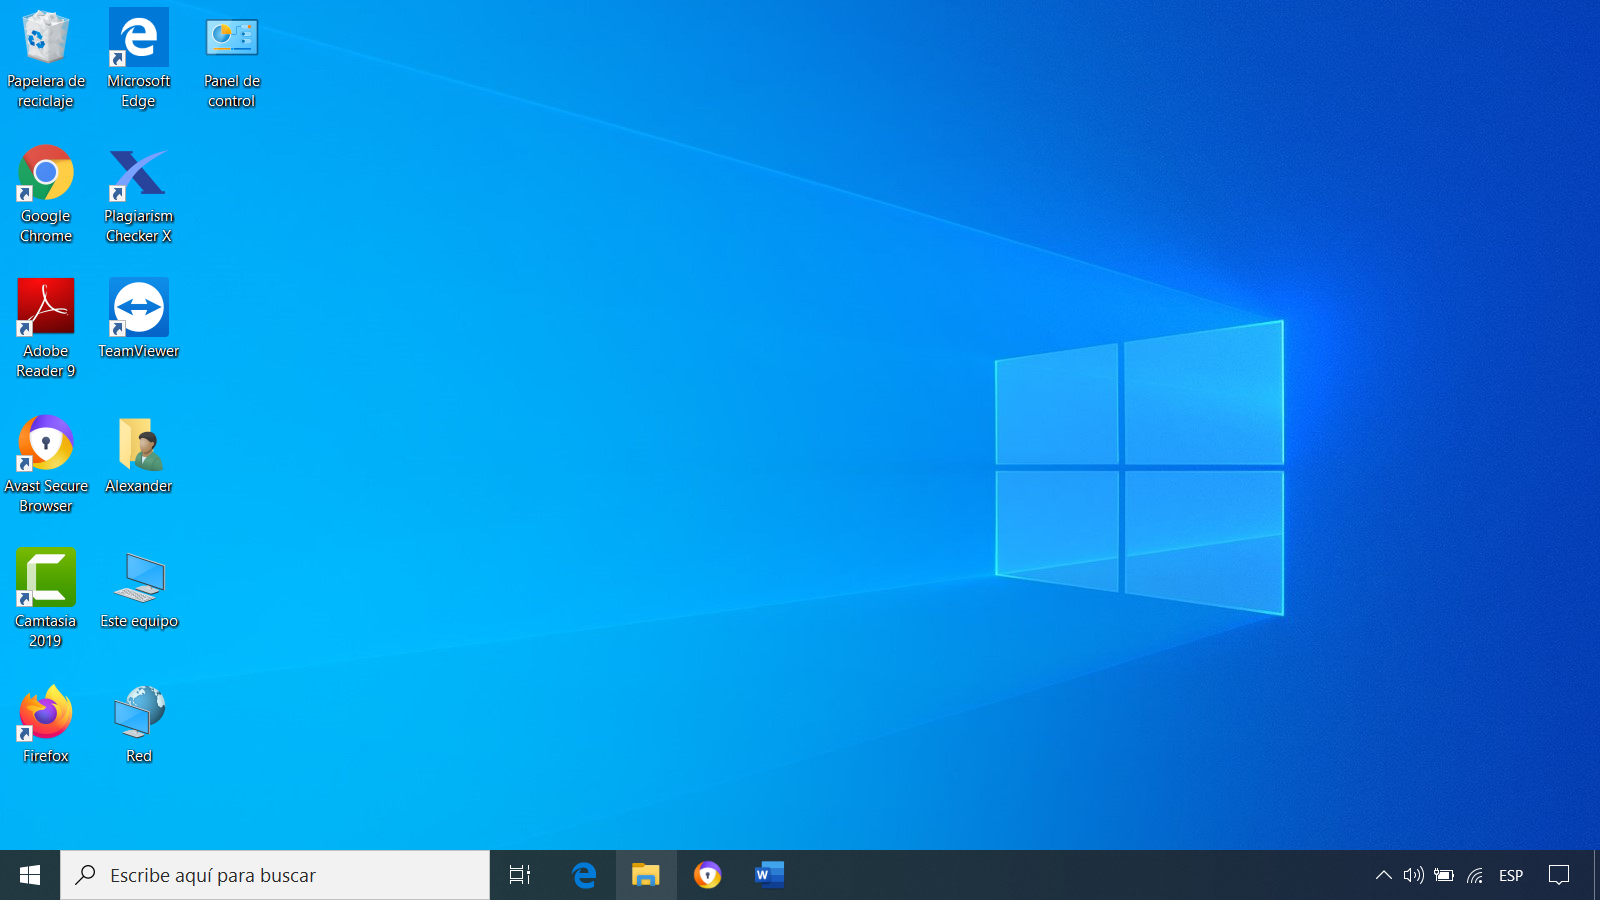 Papelera de
reciclaje
Microsoft
Edge
Panel de
control
Google
Chrome
Plagiarism
Checker X
Adobe
Reader 9
TeamViewer
Avast Secure
Browser
Alexander
Camtasia
2019
Este equipo
Firefox
Red
Escribe aquí para buscar
W
ESP